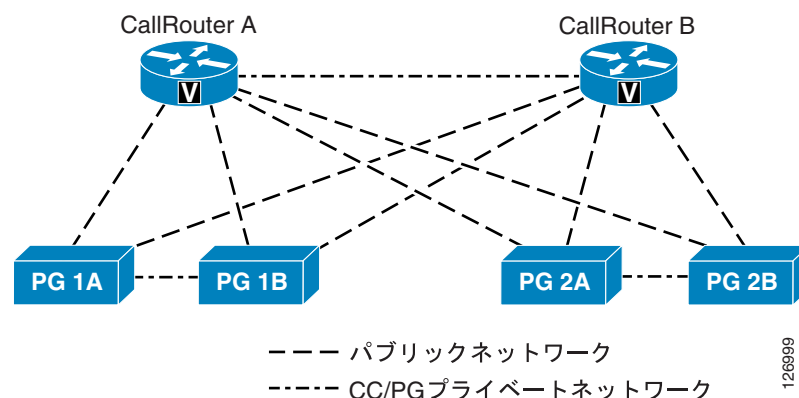 CallRouter A
CallRouter B
V
V
PG 1A
PG 1B
PG 2A
PG 2B
パブリックネットワーク
CC/PGプライベートネットワーク
126999